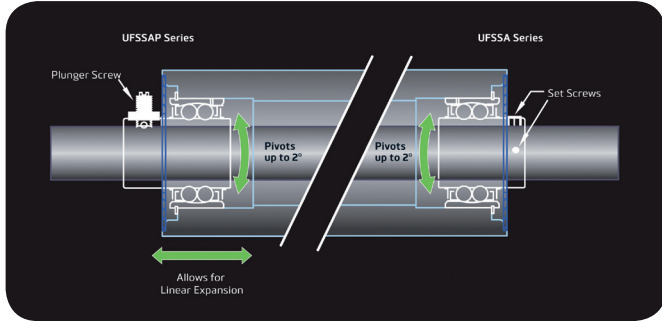 UFSSAP Series
UFSSA Series
Plunger Screw
Set Screws
Pivots
up to 2°
Pivots
up to 2°
Allows for
Linear Expansion